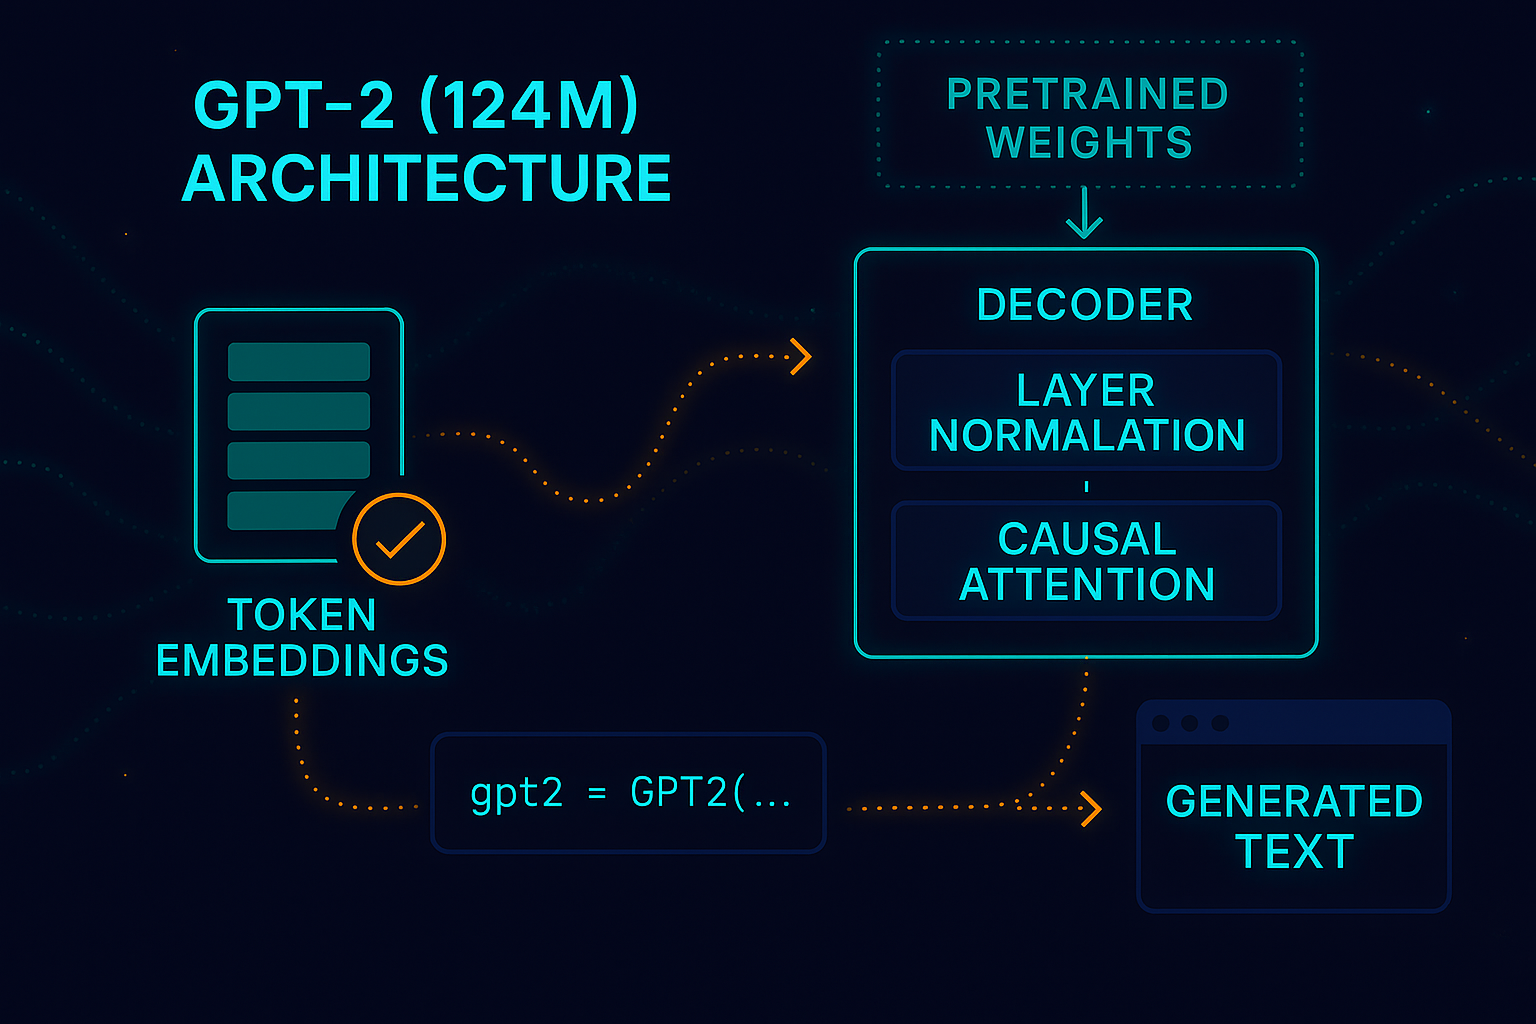 GPT-2 (124M)
ARCHITECTURE
PRETRAINED
WEIGHTS
DECODER
LAYER
NORMALATION
CAUSAL
ATTENTION
TOKEN
EMBEDDINGS
gpt2 = GPT2(...
GENERATED
TEXT